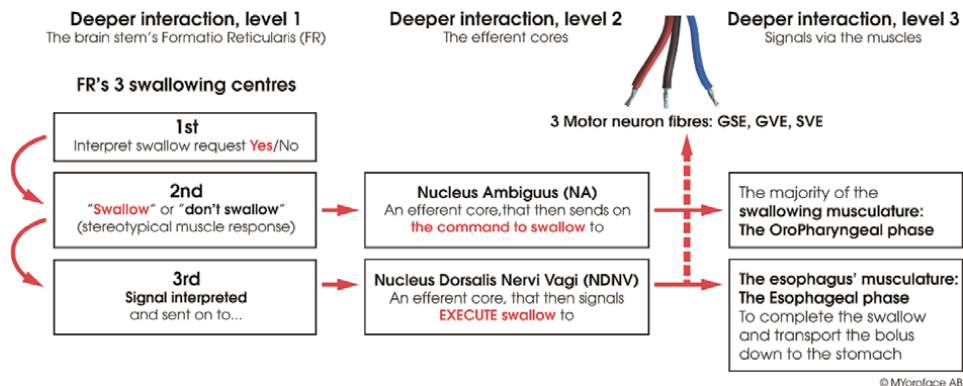 Deeper interaction, level 1
The brain stem's Formatio Reticularis (FR)
FR's 3 swallowing centres
1st
Interpret swallow request Yes/No
2nd
"Swallow" or "don't swallow"
(stereotypical muscle response)
3rd
Signal interpreted
and sent on to...
Deeper interaction, level 2
The efferent cores
3 Motor neuron fibres: GSE, GVE, SVE
Nucleus Ambiguus (NA)
An efferent core,that then sends on
the command to swallow to
Nucleus Dorsalis Nervi Vagi (NDNV)
An efferent core, that then signals
EXECUTE swallow to
Deeper interaction, level 3
Signals via the muscles
The majority of the
swallowing musculature:
The OroPharyngeal phase
The esophagus' musculature:
The Esophageal phase
To complete the swallow
and transport the bolus
down to the stomach
© MYoroface AB